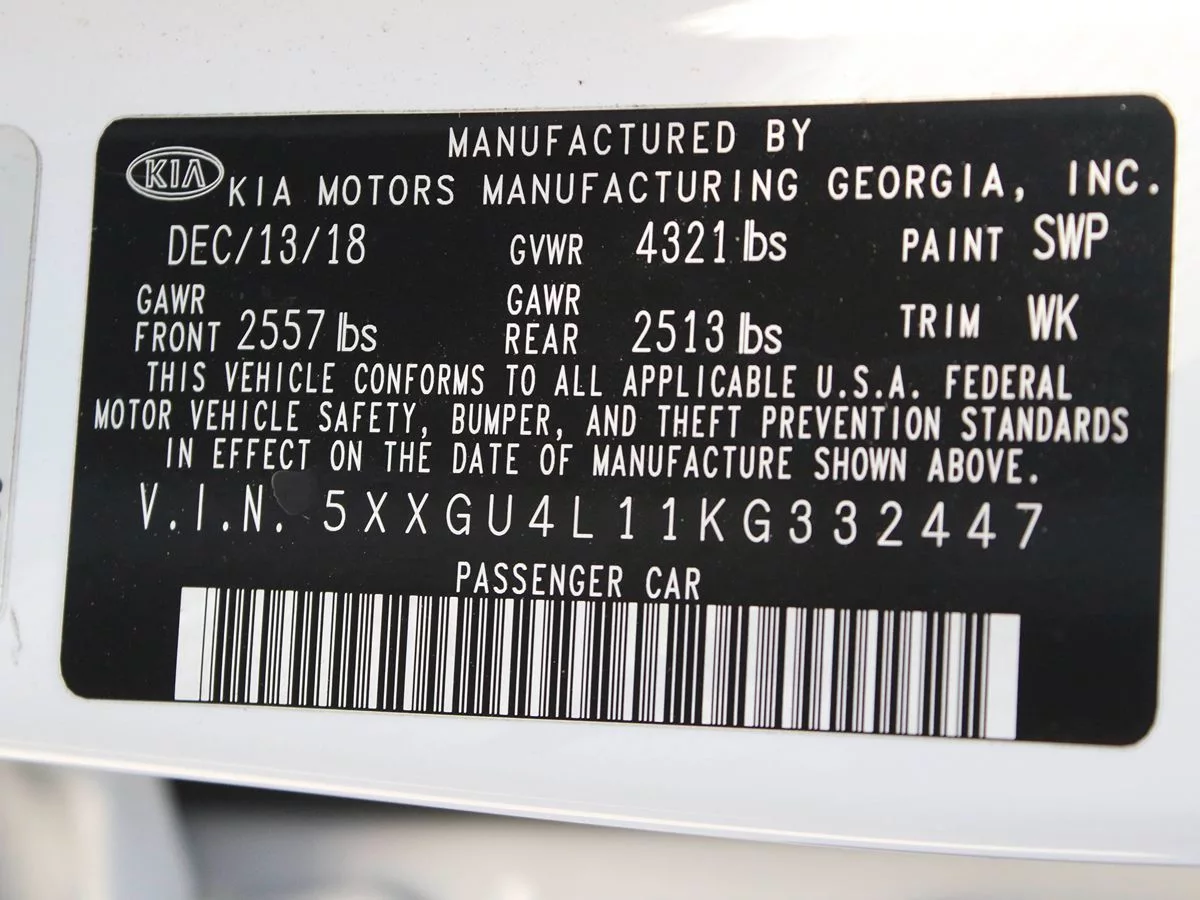 MANUFACTURED BY
KIA KIA MOTORS MANUFACTURING GEORGIA, INC.
DEC/13/18 GVWR 4321 lbs PAINT SWP
GAWR FRONT 2557 lbs GAWR REAR 2513 lbs TRIM WK
THIS VEHICLE CONFORMS TO ALL APPLICABLE U.S.A. FEDERAL
MOTOR VEHICLE SAFETY, BUMPER, AND THEFT PREVENTION STANDARDS
IN EFFECT ON THE DATE OF MANUFACTURE SHOWN ABOVE.
V.I.N. 5XXGU4L11KG332447
PASSENGER CAR